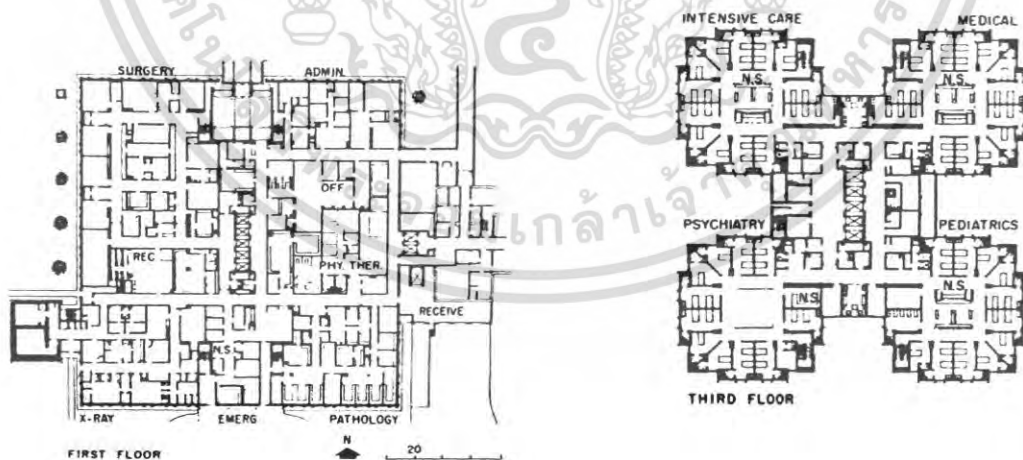 SURGERY
ADMIN.
OFF
REC
PHY. THER.
RECEIVE
N.S.
X-RAY
EMERG
PATHOLOGY
FIRST FLOOR
N
20
INTENSIVE CARE
MEDICAL
N.S.
N.S.
PSYCHIATRY
PEDIATRICS
N.S.
N.S.
THIRD FLOOR